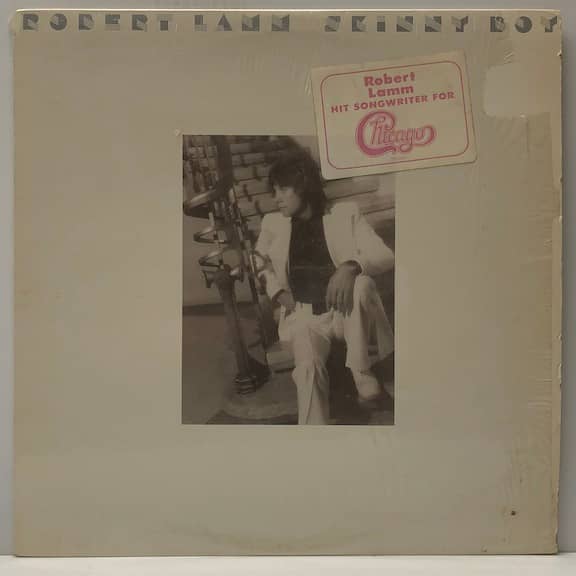 ROBERT LAMM SKINNY BOY
Robert
Lamm
HIT SONGWRITER FOR
Chicago